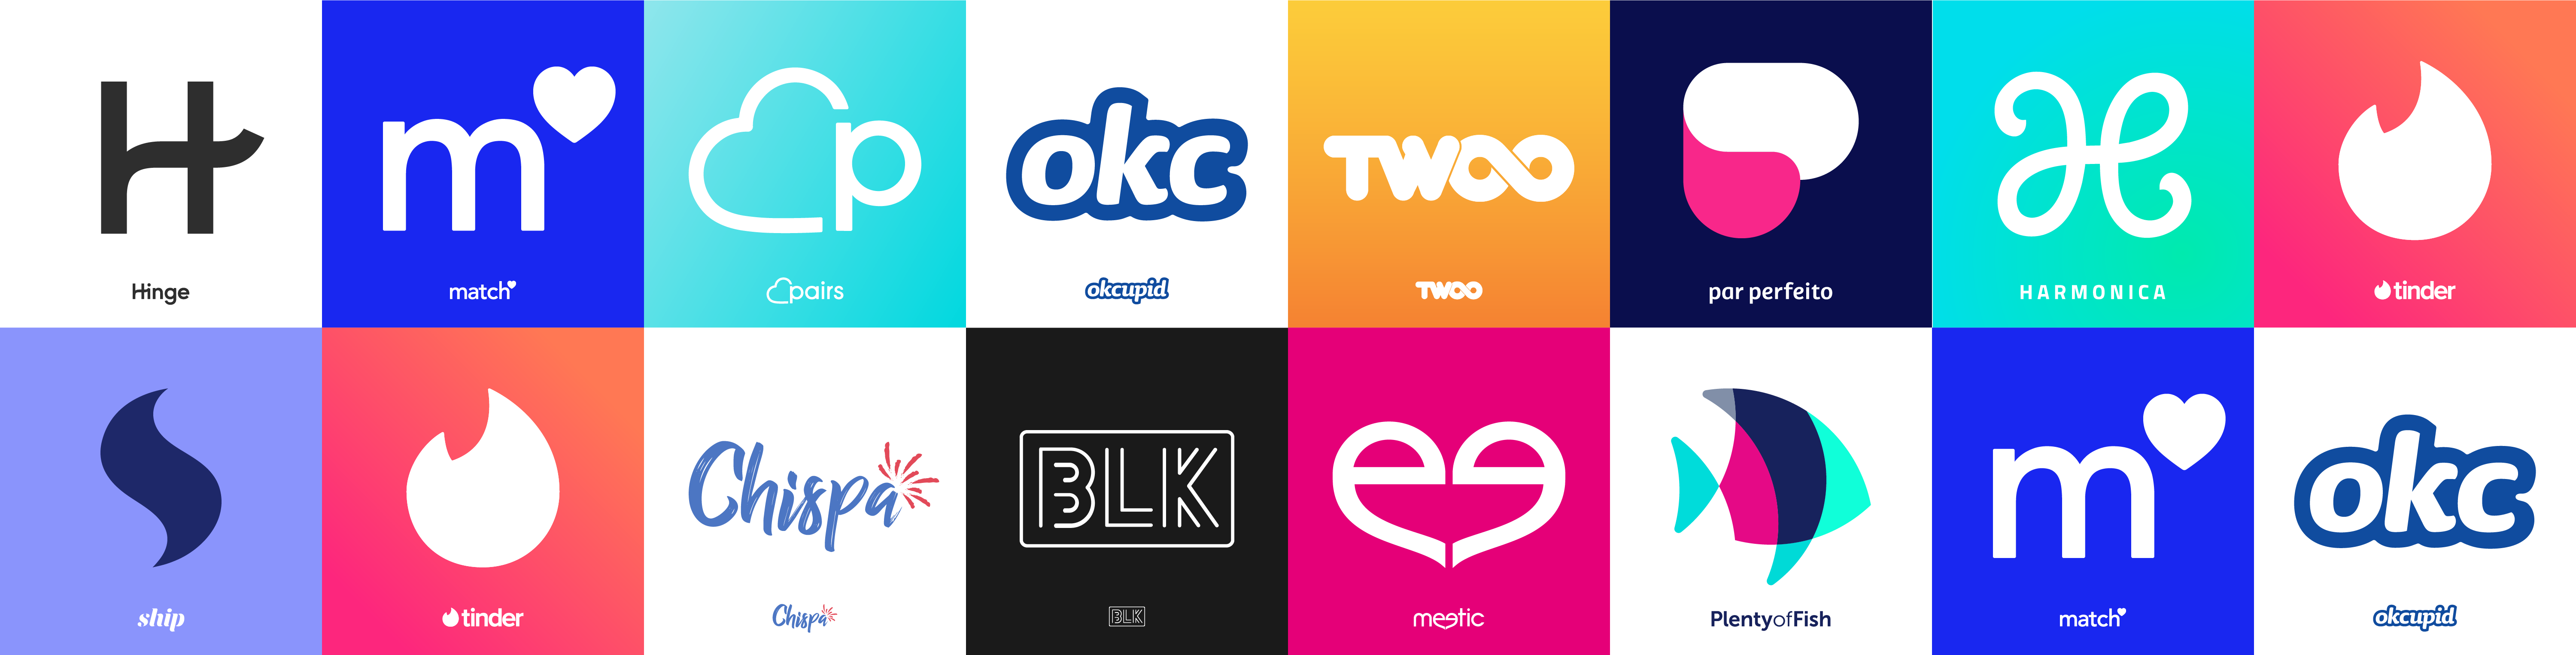 H
Hinge
m
match
p
pairs
okc
okcupid
TWOO
TWOO
par perfeito
H
HARMONICA
tinder
S
ship
tinder
Chispa
Chispa
BLK
BLK
ee
meetic
PlentyofFish
m
match
okc
okcupid